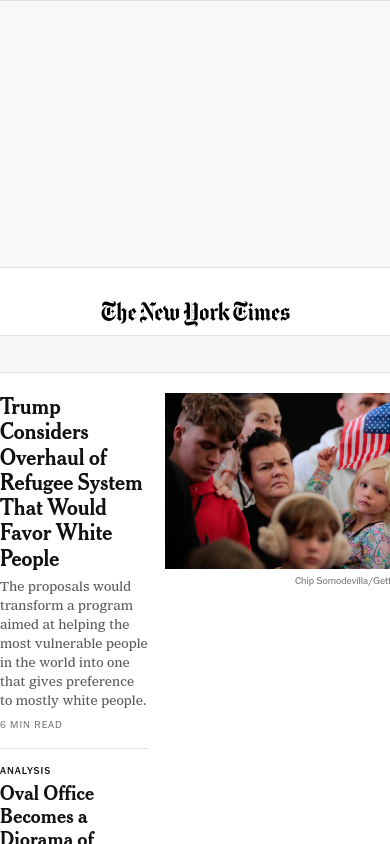 The New York Times
Trump
Considers
Overhaul of
Refugee System
That Would
Favor White
People
The proposals would
transform a program
aimed at helping the
most vulnerable people
in the world into one
that gives preference
to mostly white people.
6 MIN READ
Chip Somodevilla/Gett
ANALYSIS
Oval Office
Becomes a
Diorama of